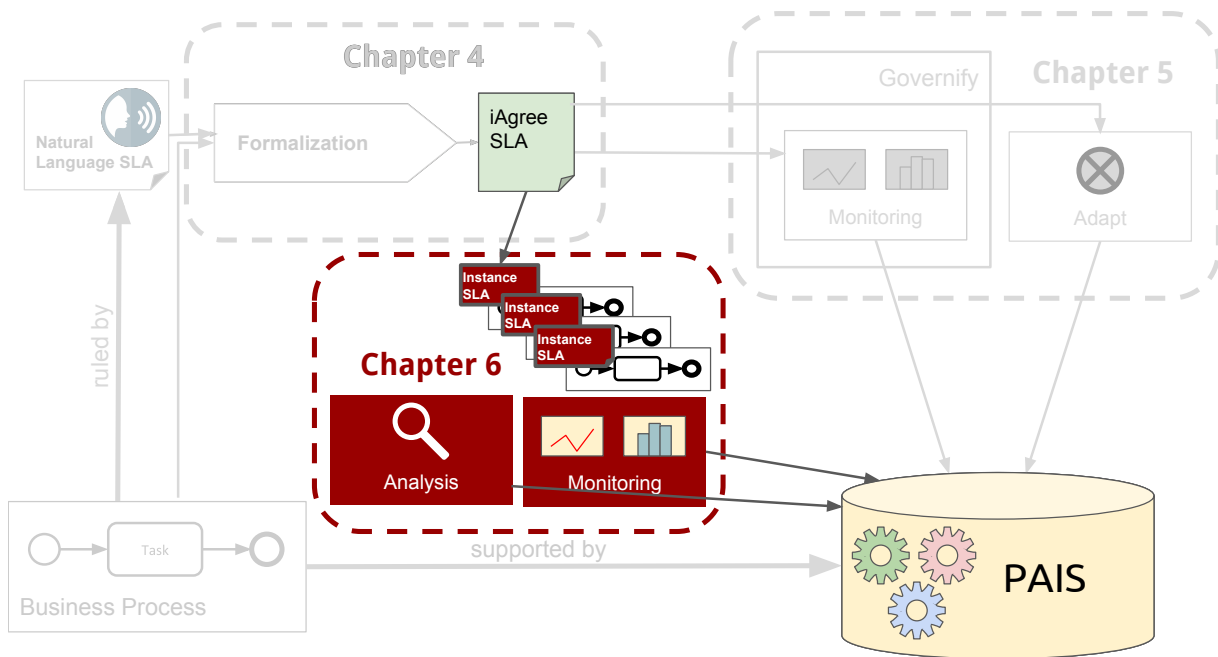 Chapter 4
Governify
Chapter 5
Natural
Language SLA
Formalization
iAgree
SLA
Monitoring
Adapt
ruled by
Instance
SLA
Instance
SLA
Instance
SLA
Chapter 6
Analysis
Monitoring
Task
Business Process
supported by
PAIS